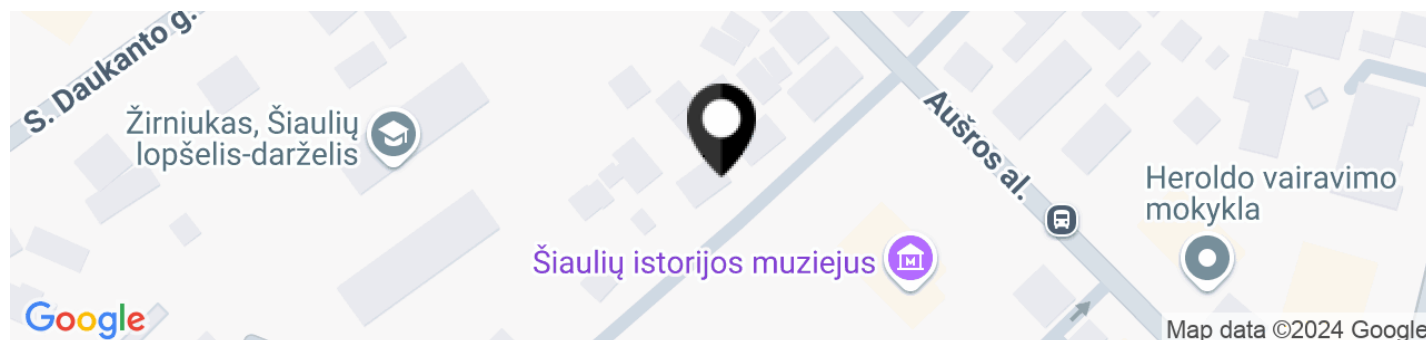 S. Daukanto g.
Žirniukas, Šiaulių
lopšelis-darželis
Aušros al.
Heroldo vairavimo
mokykla
Šiaulių istorijos muziejus
M
Google
Map data ©2024 Google